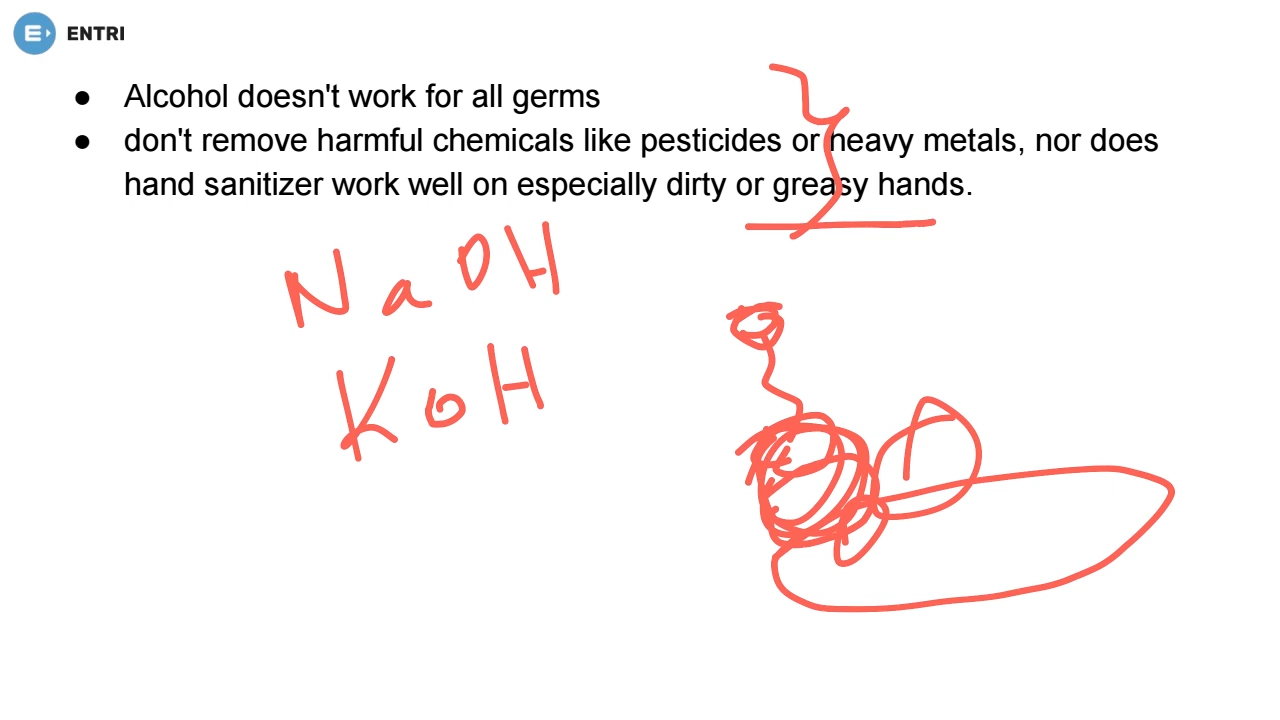 ENTRI
● Alcohol doesn't work for all germs
● don't remove harmful chemicals like pesticides or heavy metals, nor does
hand sanitizer work well on especially dirty or greasy hands.
NaOH
KOH